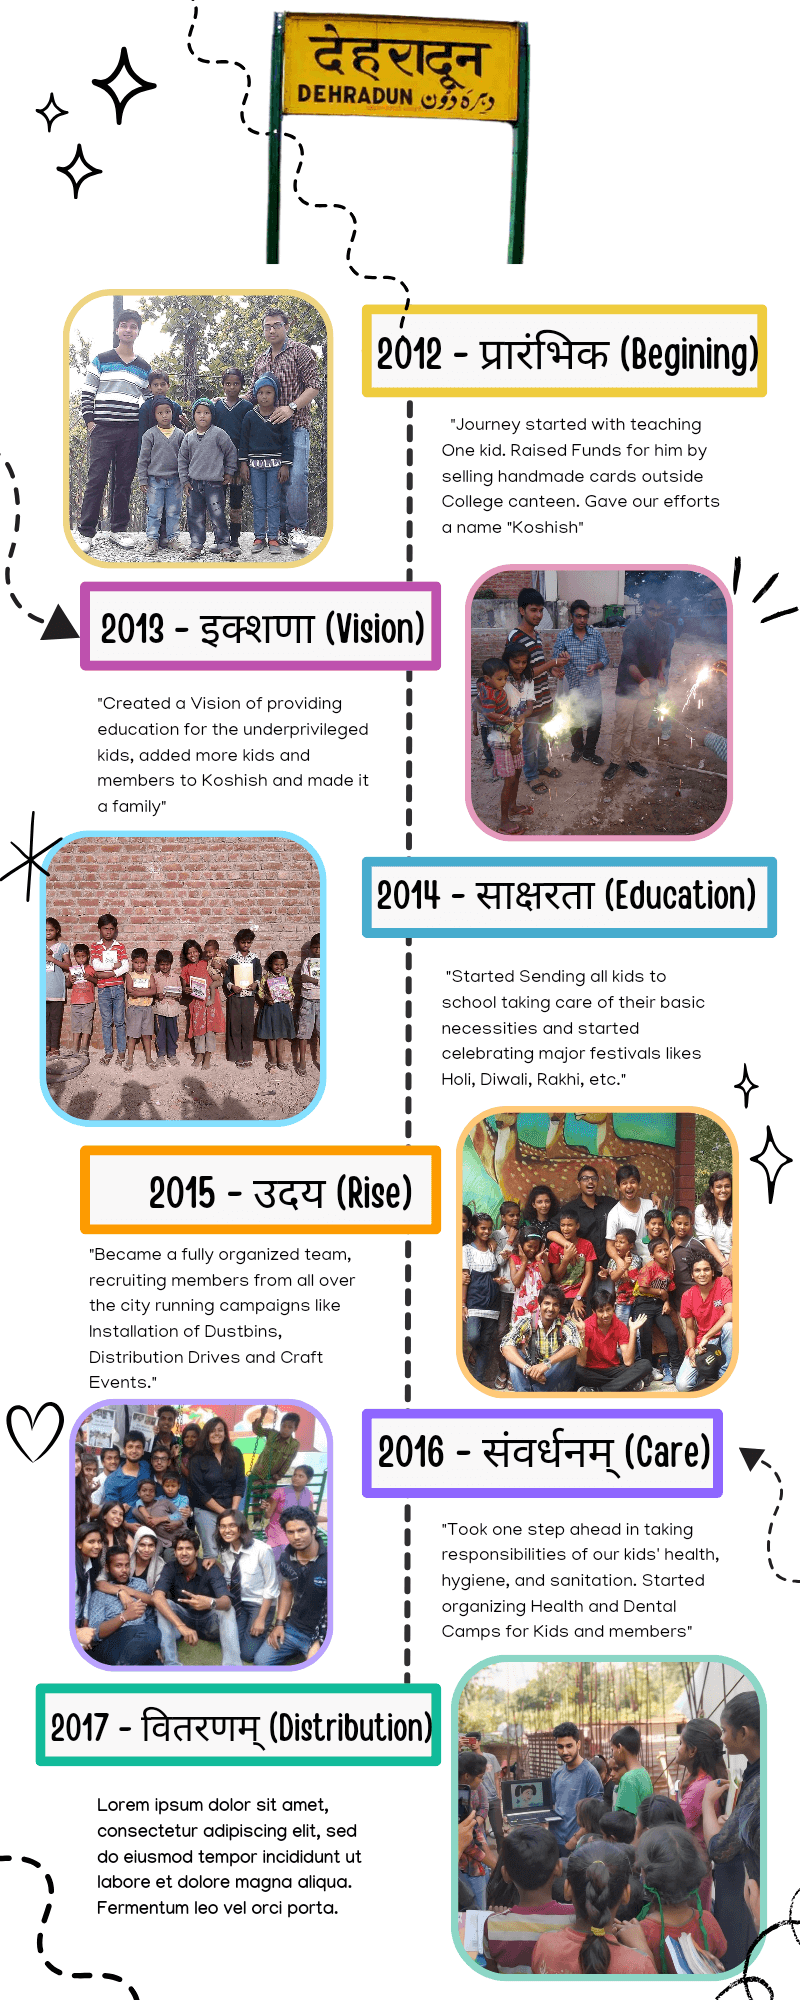 देहरादून
DEHRADUN دہرہ دون
2012 - प्रारंभिक (Begining)
"Journey started with teaching
One kid. Raised Funds for him by
selling handmade cards outside
College canteen. Gave our efforts
a name "Koshish"
2013 - इक्शणा (Vision)
"Created a Vision of providing
education for the underprivileged
kids, added more kids and
members to Koshish and made it
a family"
2014 - साक्षरता (Education)
"Started Sending all kids to
school taking care of their basic
necessities and started
celebrating major festivals likes
Holi, Diwali, Rakhi, etc."
2015 - उदय (Rise)
"Became a fully organized team,
recruiting members from all over
the city running campaigns like
Installation of Dustbins,
Distribution Drives and Craft
Events."
2016 - संवर्धनम् (Care)
"Took one step ahead in taking
responsibilities of our kids' health,
hygiene, and sanitation. Started
organizing Health and Dental
Camps for Kids and members"
2017 - वितरणम् (Distribution)
Lorem ipsum dolor sit amet,
consectetur adipiscing elit, sed
do eiusmod tempor incididunt ut
labore et dolore magna aliqua.
Fermentum leo vel orci porta.